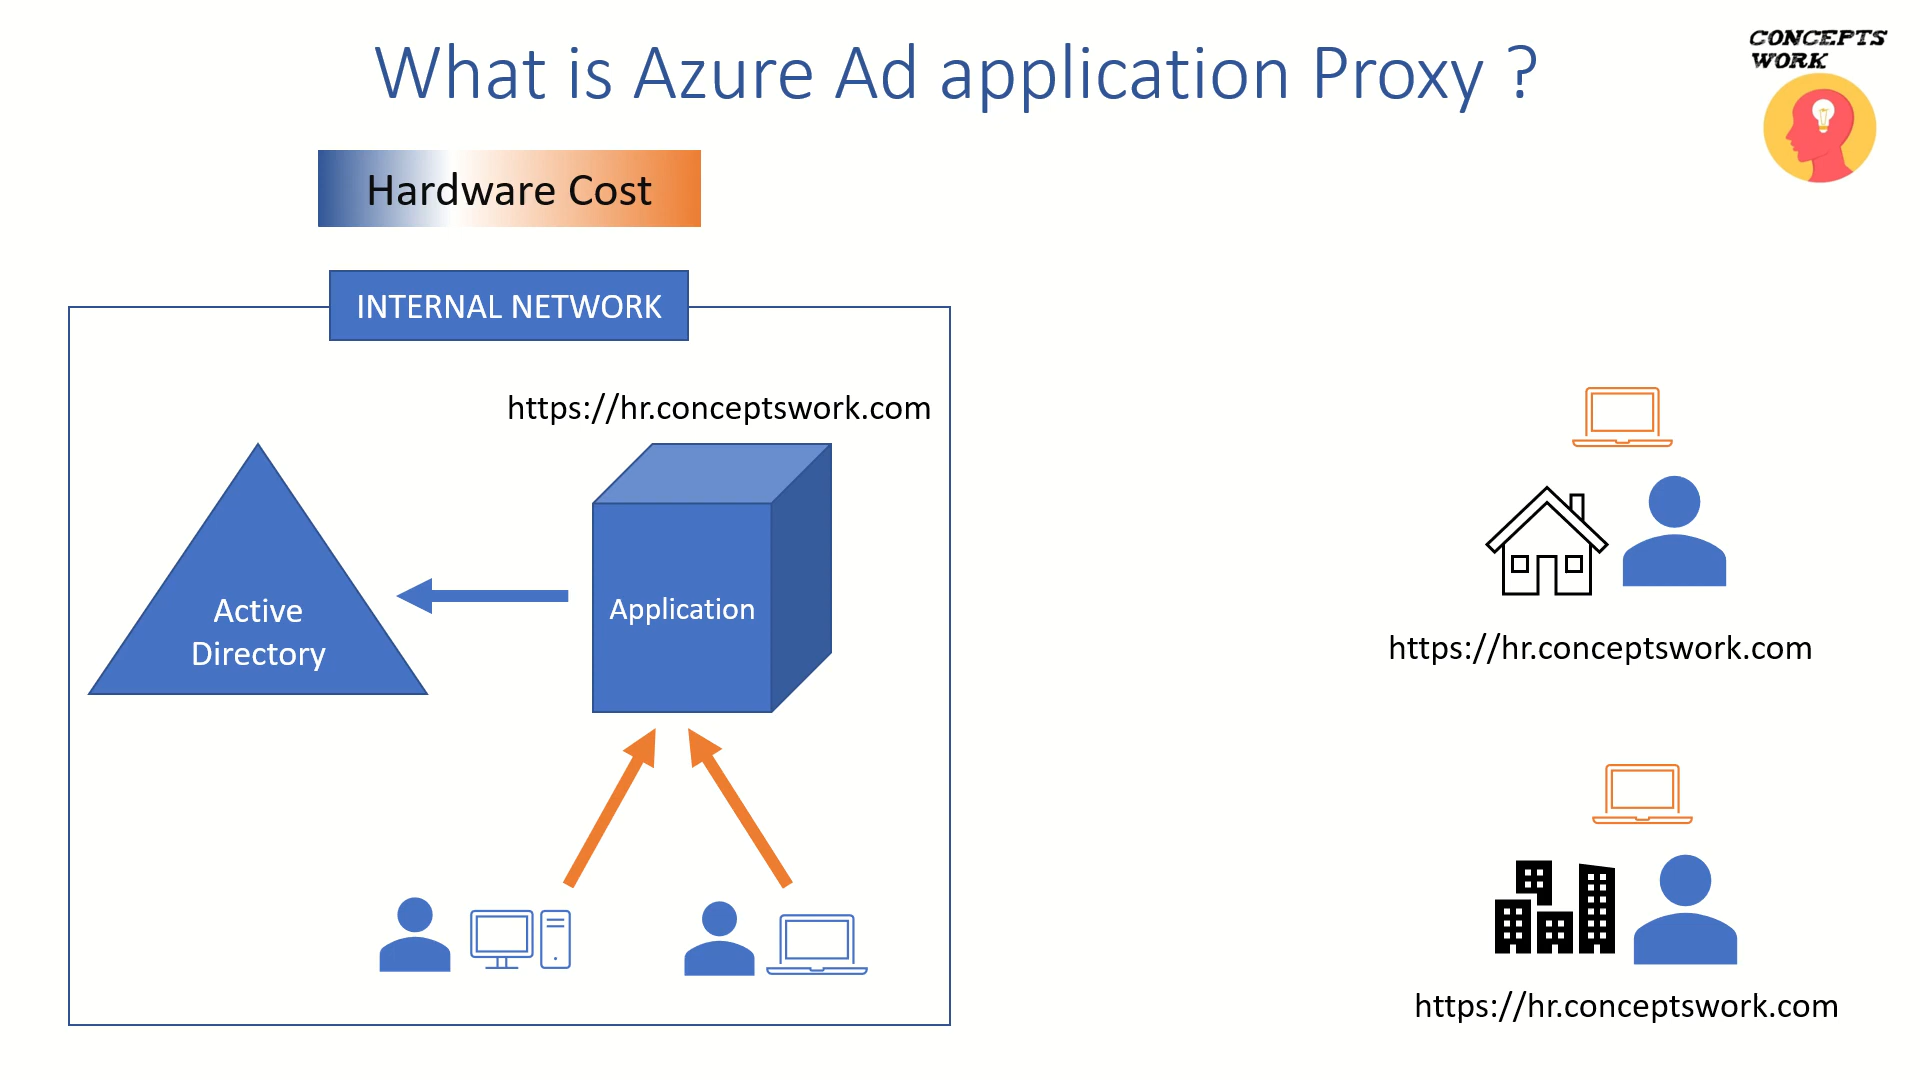 What is Azure Ad application Proxy ?
CONCEPTS
WORK
Hardware Cost
INTERNAL NETWORK
https://hr.conceptswork.com
Active
Directory
Application
https://hr.conceptswork.com
https://hr.conceptswork.com